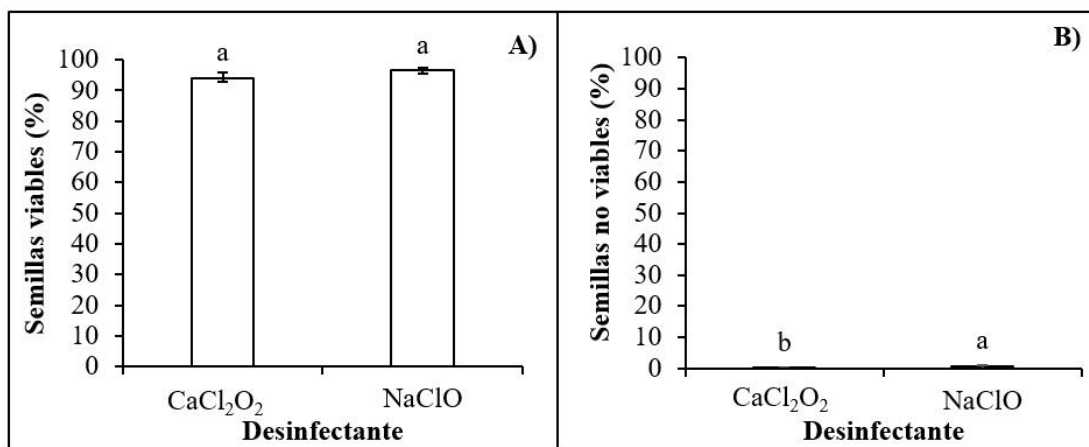 A)
Semillas viables (%)
100
90
80
70
60
50
40
30
20
10
0
a
a
CaCl₂O₂
NaClO
Desinfectante
B)
Semillas no viables (%)
100
90
80
70
60
50
40
30
20
10
0
b
a
CaCl₂O₂
NaClO
Desinfectante